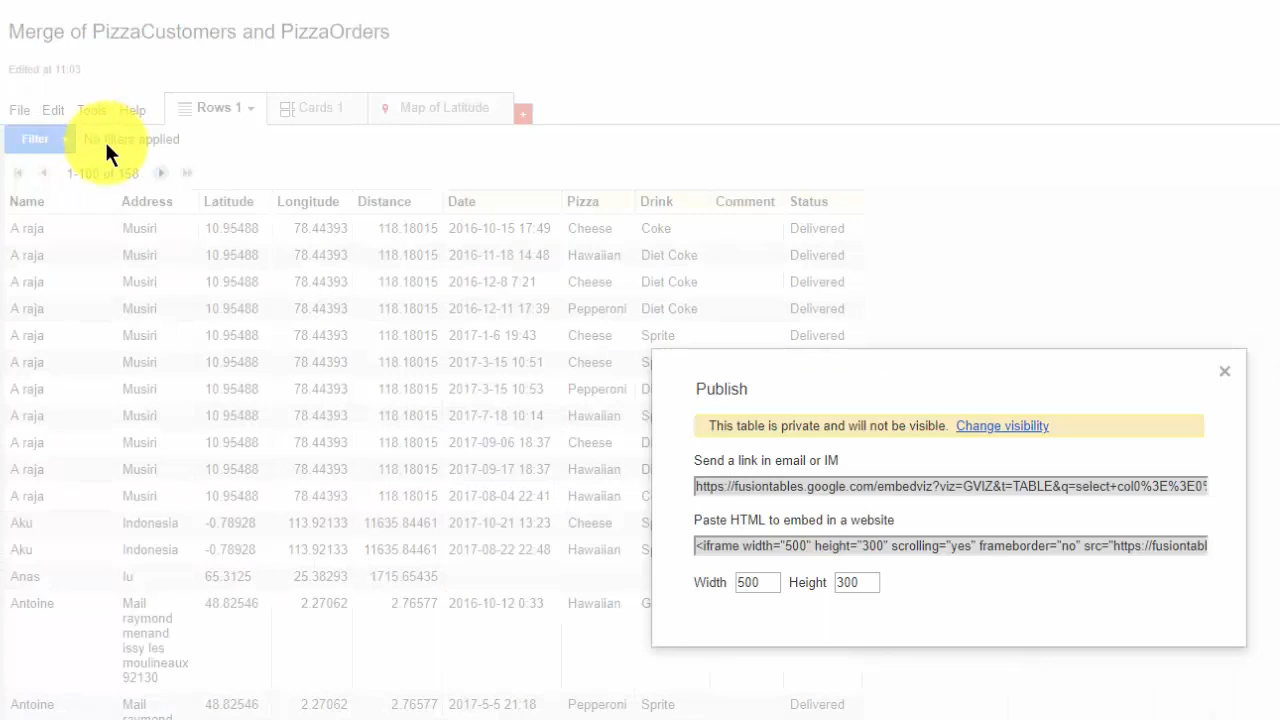 Merge of PizzaCustomers and PizzaOrders
Edited at 11:03
File Edit Tools Help Rows 1 Cards 1 Map of Latitude +
Filter No filters applied
1-100 of 158
Name Address Latitude Longitude Distance Date Pizza Drink Comment Status
A raja Musiri 10.95488 78.44393 118.18015 2016-10-15 17:49 Cheese Coke Delivered
A raja Musiri 10.95488 78.44393 118.18015 2016-11-18 14:48 Hawaiian Diet Coke Delivered
A raja Musiri 10.95488 78.44393 118.18015 2016-12-8 7:21 Cheese Diet Coke Delivered
A raja Musiri 10.95488 78.44393 118.18015 2016-12-11 17:39 Pepperoni Diet Coke Delivered
A raja Musiri 10.95488 78.44393 118.18015 2017-1-6 19:43 Cheese Sprite Delivered
A raja Musiri 10.95488 78.44393 118.18015 2017-3-15 10:51 Cheese
A raja Musiri 10.95488 78.44393 118.18015 2017-3-15 10:53 Pepperoni
A raja Musiri 10.95488 78.44393 118.18015 2017-7-18 10:14 Hawaiian
A raja Musiri 10.95488 78.44393 118.18015 2017-09-06 18:37 Cheese
A raja Musiri 10.95488 78.44393 118.18015 2017-09-17 18:37 Hawaiian
A raja Musiri 10.95488 78.44393 118.18015 2017-08-04 22:41 Hawaiian
Aku Indonesia -0.78928 113.92133 11635.84461 2017-10-21 13:23 Cheese
Aku Indonesia -0.78928 113.92133 11635.84461 2017-08-22 22:48 Hawaiian
Anas Iu 65.3125 25.38293 1715.65435
Antoine Mail 48.82546 2.27062 2.76577 2016-10-12 0:33 Hawaiian
raymond
menand
issy les
moulineaux
92130
Antoine Mail 48.82546 2.27062 2.76577 2017-5-5 21:18 Pepperoni Sprite Delivered
raymond
Publish
This table is private and will not be visible. Change visibility
Send a link in email or IM
https://fusiontables.google.com/embedviz?viz=GVIZ&t=TABLE&q=select+col0%3E%3E0%
Paste HTML to embed in a website
<iframe width="500" height="300" scrolling="yes" frameborder="no" src="https://fusiontabl
Width 500 Height 300